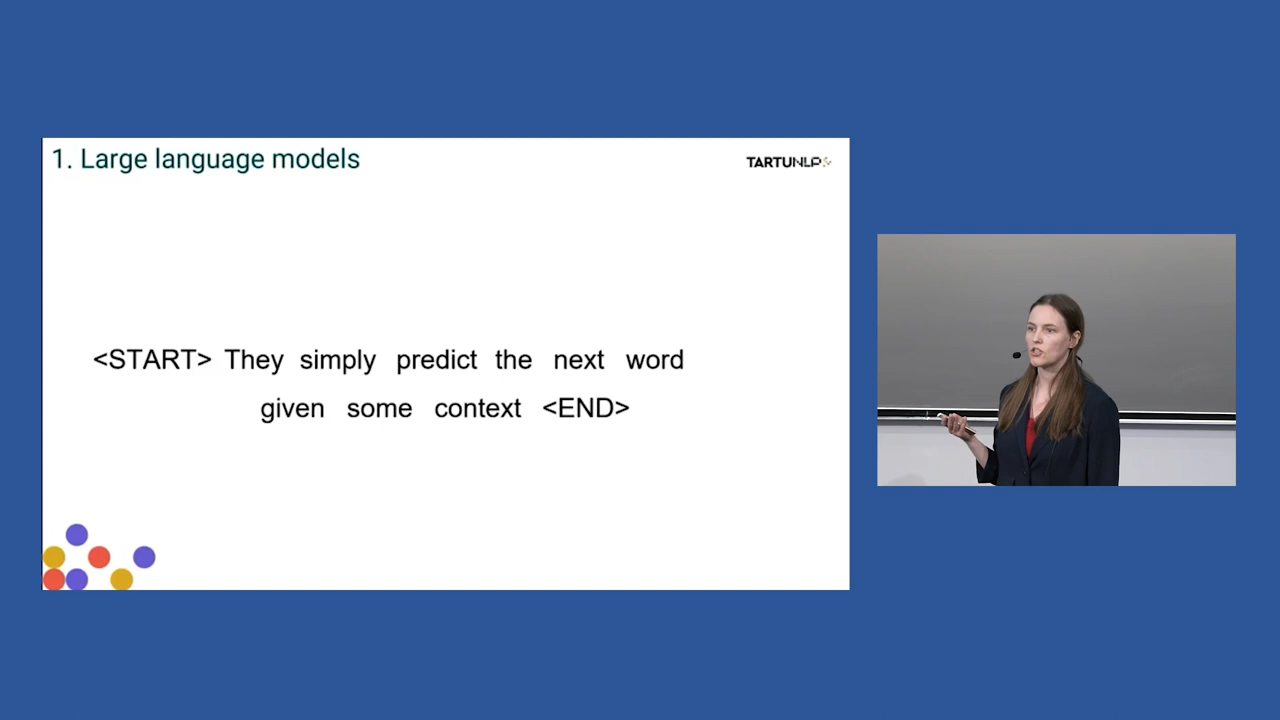 1. Large language models
TARTUNLP
<START> They simply predict the next word
given some context <END>